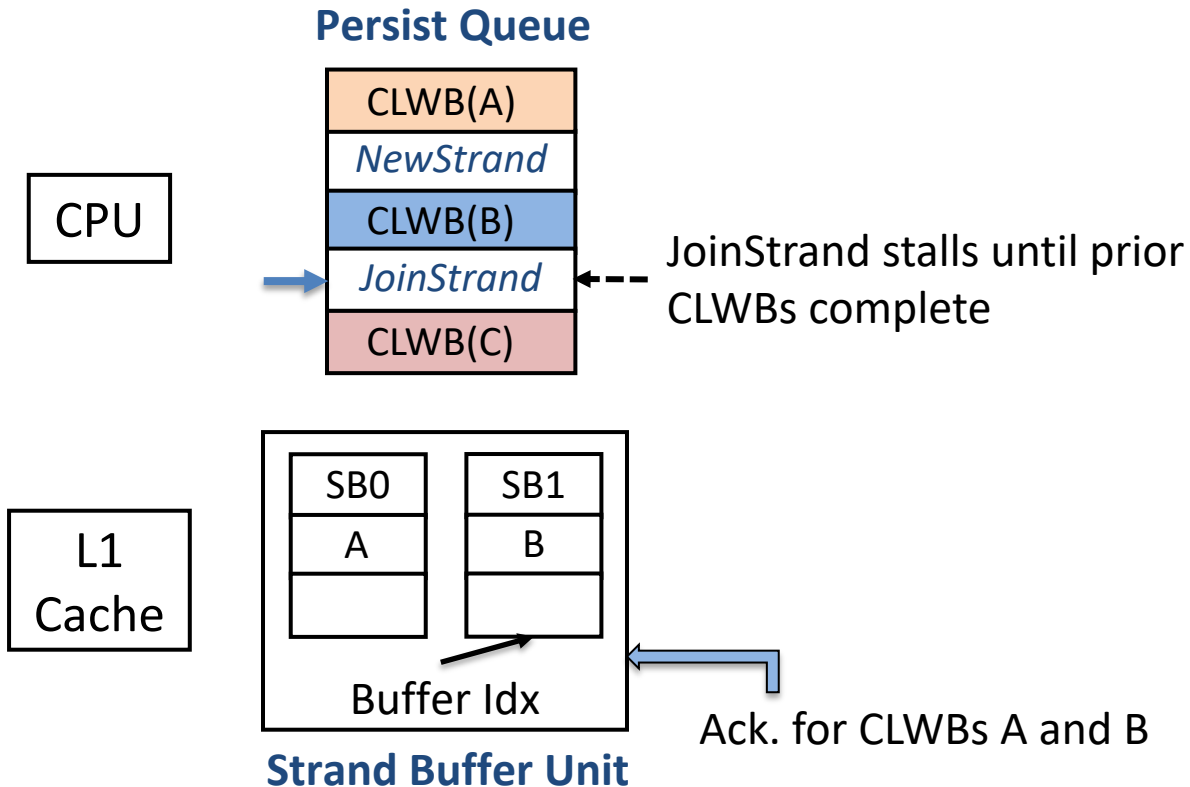 Persist Queue
CLWB(A)
NewStrand
CPU
CLWB(B)
JoinStrand
JoinStrand stalls until prior
CLWBs complete
CLWB(C)
SB0
SB1
A
B
L1
Cache
Buffer Idx
Ack. for CLWBs A and B
Strand Buffer Unit